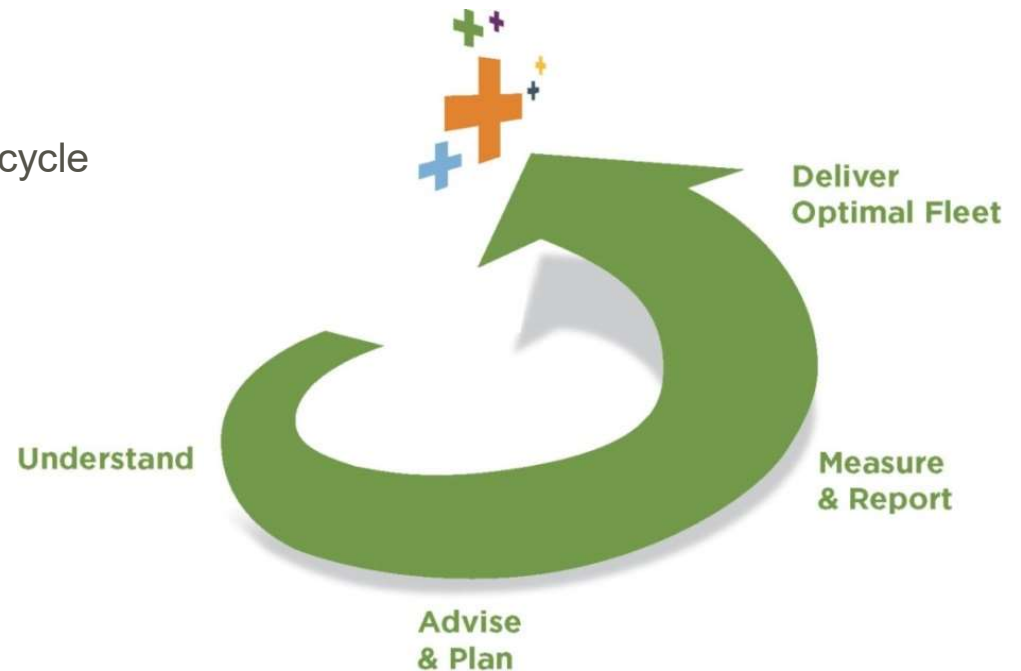 cycle
Deliver
Optimal Fleet
Understand
Measure
& Report
Advise
& Plan